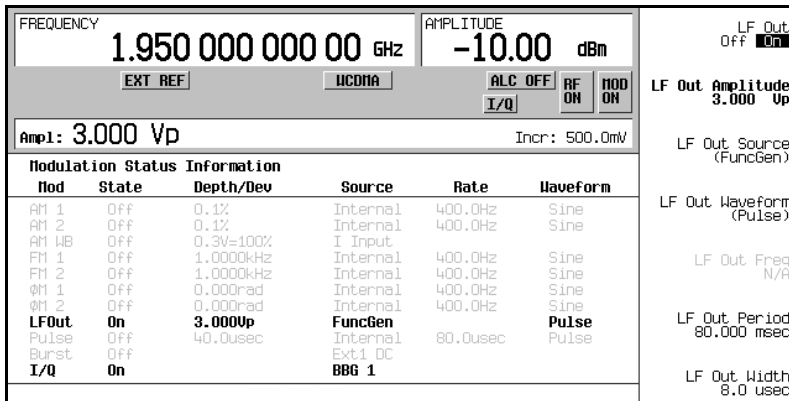 FREQUENCY
1.950 000 000 00 GHz
AMPLITUDE
-10.00 dBm
EXT REF
WCDMA
ALC OFF
I/Q
RF ON
MOD ON
Ampl: 3.000 Vp
Incr: 500.0mV
Modulation Status Information
Mod State Depth/Dev Source Rate Waveform
AM 1 Off 0.1% Internal 400.0Hz Sine
AM 2 Off 0.1% Internal 400.0Hz Sine
AM WB Off 0.3V=100% I Input
FM 1 Off 1.0000kHz Internal 400.0Hz Sine
FM 2 Off 1.0000kHz Internal 400.0Hz Sine
ΦM 1 Off 0.000rad Internal 400.0Hz Sine
ΦM 2 Off 0.000rad Internal 400.0Hz Sine
LFOut On 3.000Vp FuncGen Pulse
Pulse Off 40.0usec Internal 80.0usec Pulse
Burst Off Ext1 DC
I/Q On BBG 1
LF Out
Off On
LF Out Amplitude
3.000 Vp
LF Out Source
(FuncGen)
LF Out Waveform
(Pulse)
LF Out Freq
N/A
LF Out Period
80.000 msec
LF Out Width
8.0 usec